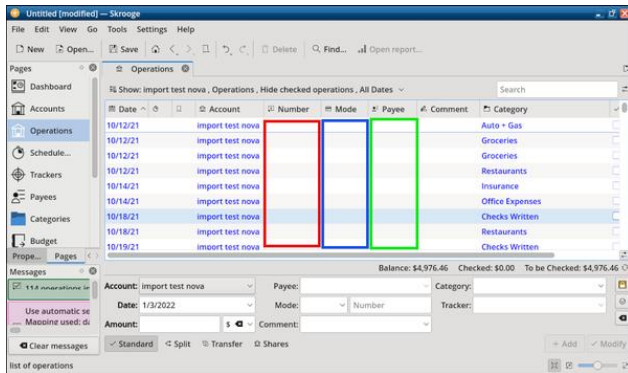 Untitled [modified] — Skrooge
File Edit View Go Tools Settings Help
New Open... Save Delete Find... Open report...
Pages Operations
Dashboard
Accounts
Operations
Schedule...
Trackers
Payees
Categories
Budget
Prope... Pages
Show: import test nova , Operations , Hide checked operations , All Dates Search
Date Account Number Mode Payee Comment Category
10/12/21 import test nova Auto + Gas
10/12/21 import test nova Groceries
10/12/21 import test nova Groceries
10/12/21 import test nova Restaurants
10/14/21 import test nova Insurance
10/14/21 import test nova Office Expenses
10/18/21 import test nova Checks Written
10/18/21 import test nova Restaurants
10/19/21 import test nova Checks Written
Balance: $4,976.46 Checked: $0.00 To be Checked: $4,976.46
Messages
114 operations
Use automatic se
Mapping used: d
Clear messages
Account: import test nova Payee: Category:
Date: 1/3/2022 Mode: Number Tracker:
Amount: $ Comment:
Standard Split Transfer Shares + Add Modify
list of operations